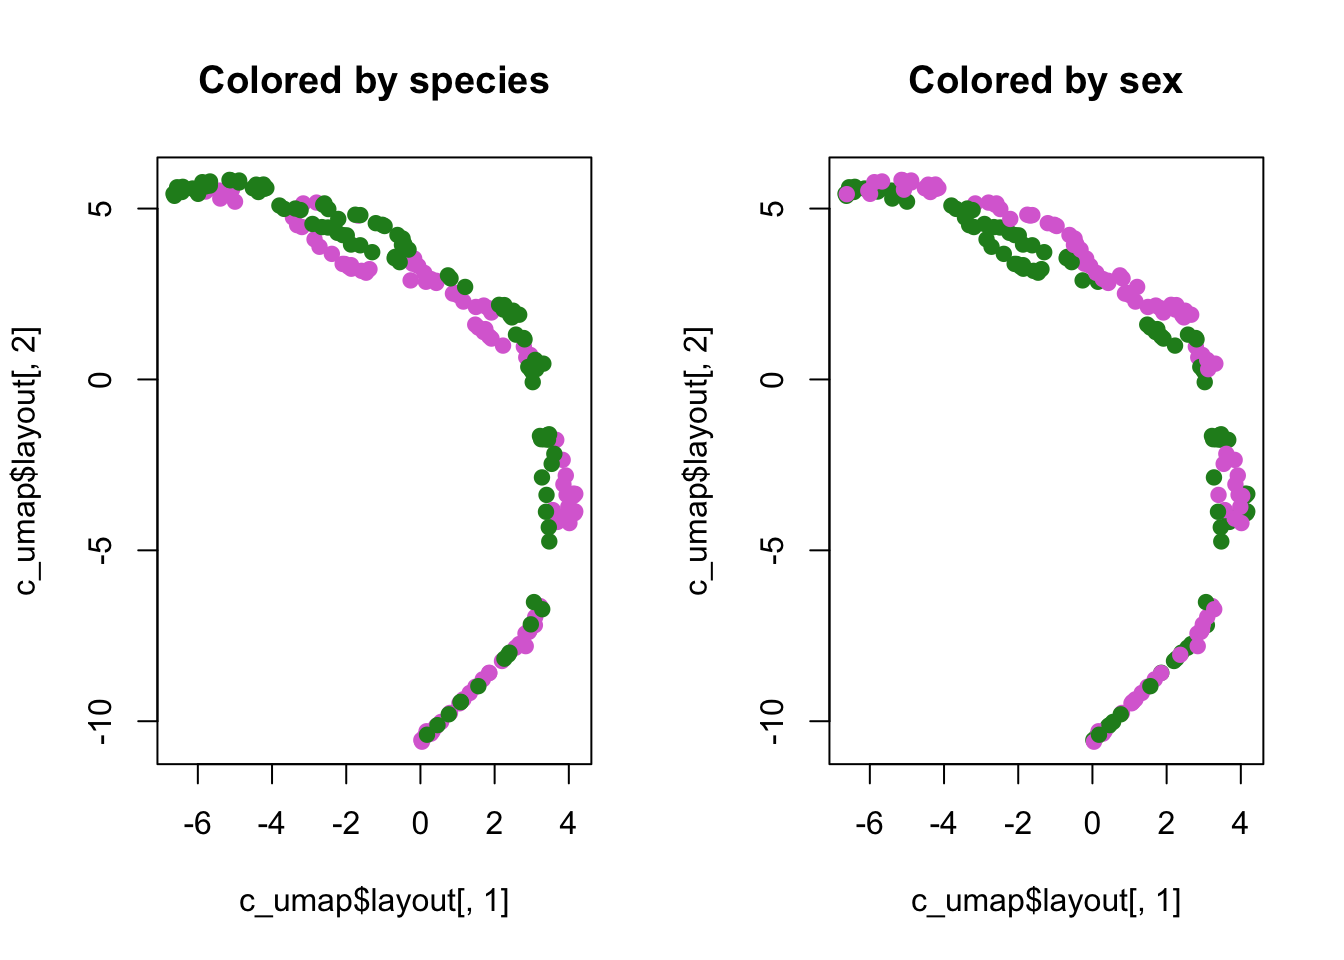 Colored by species
c_umap$layout[, 2]
5
0
-5
-10
-6 -4 -2 0 2 4
c_umap$layout[, 1]
Colored by sex
c_umap$layout[, 2]
5
0
-5
-10
-6 -4 -2 0 2 4
c_umap$layout[, 1]